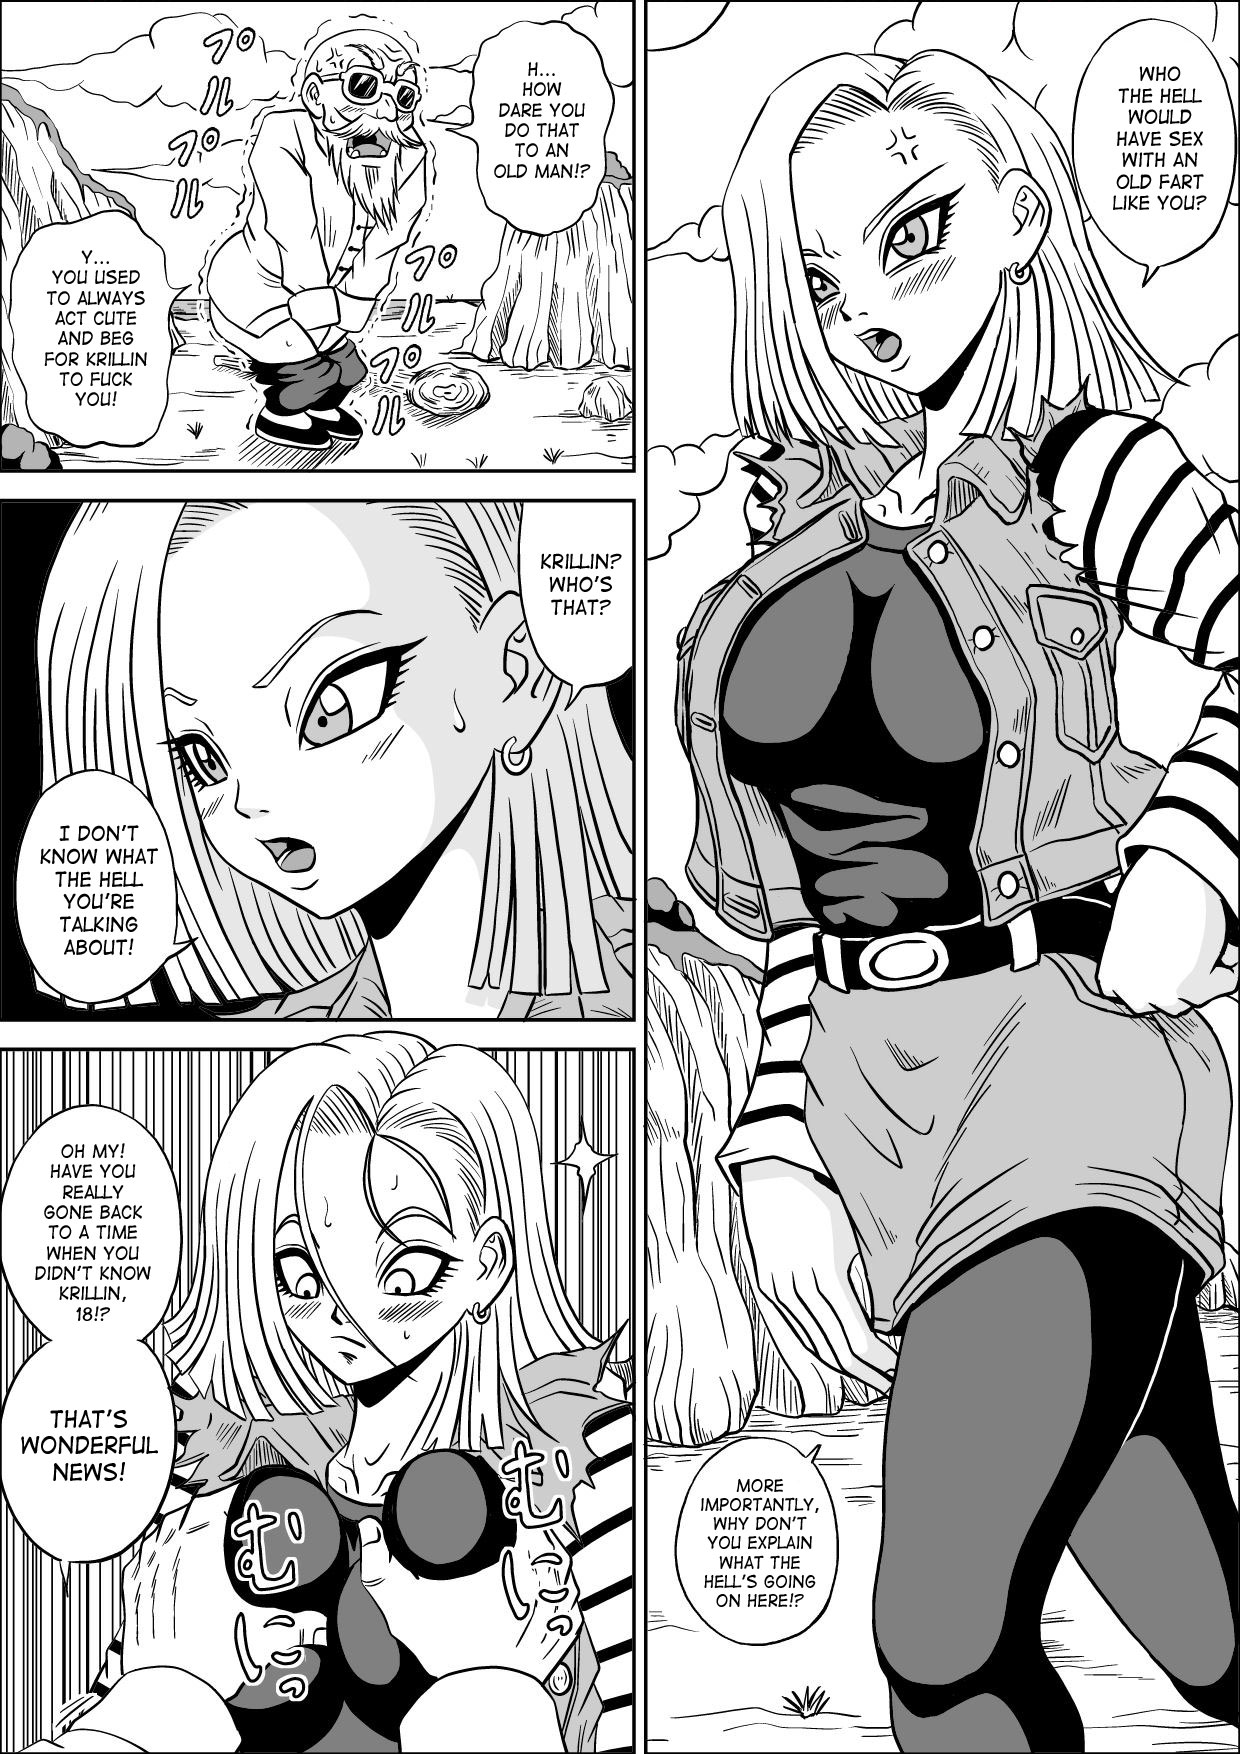 WHO
THE HELL
WOULD
HAVE SEX
WITH AN
OLD FART
LIKE YOU?
MORE
IMPORTANTLY,
WHY DON'T
YOU EXPLAIN
WHAT THE
HELL'S GOING
ON HERE!?
H...
HOW
DARE YOU
DO THAT
TO AN
OLD MAN!?
プル
プル
プル
プル
Y...
YOU USED
TO ALWAYS
ACT CUTE
AND BEG
FOR KRILLIN
TO FUCK
YOU!
KRILLIN?
WHO'S
THAT?
I DON'T
KNOW WHAT
THE HELL
YOU'RE
TALKING
ABOUT!
OH MY!
HAVE YOU
REALLY
GONE BACK
TO A TIME
WHEN YOU
DIDN'T KNOW
KRILLIN,
18!?
THAT'S
WONDERFUL
NEWS!
むにっ
むにっ